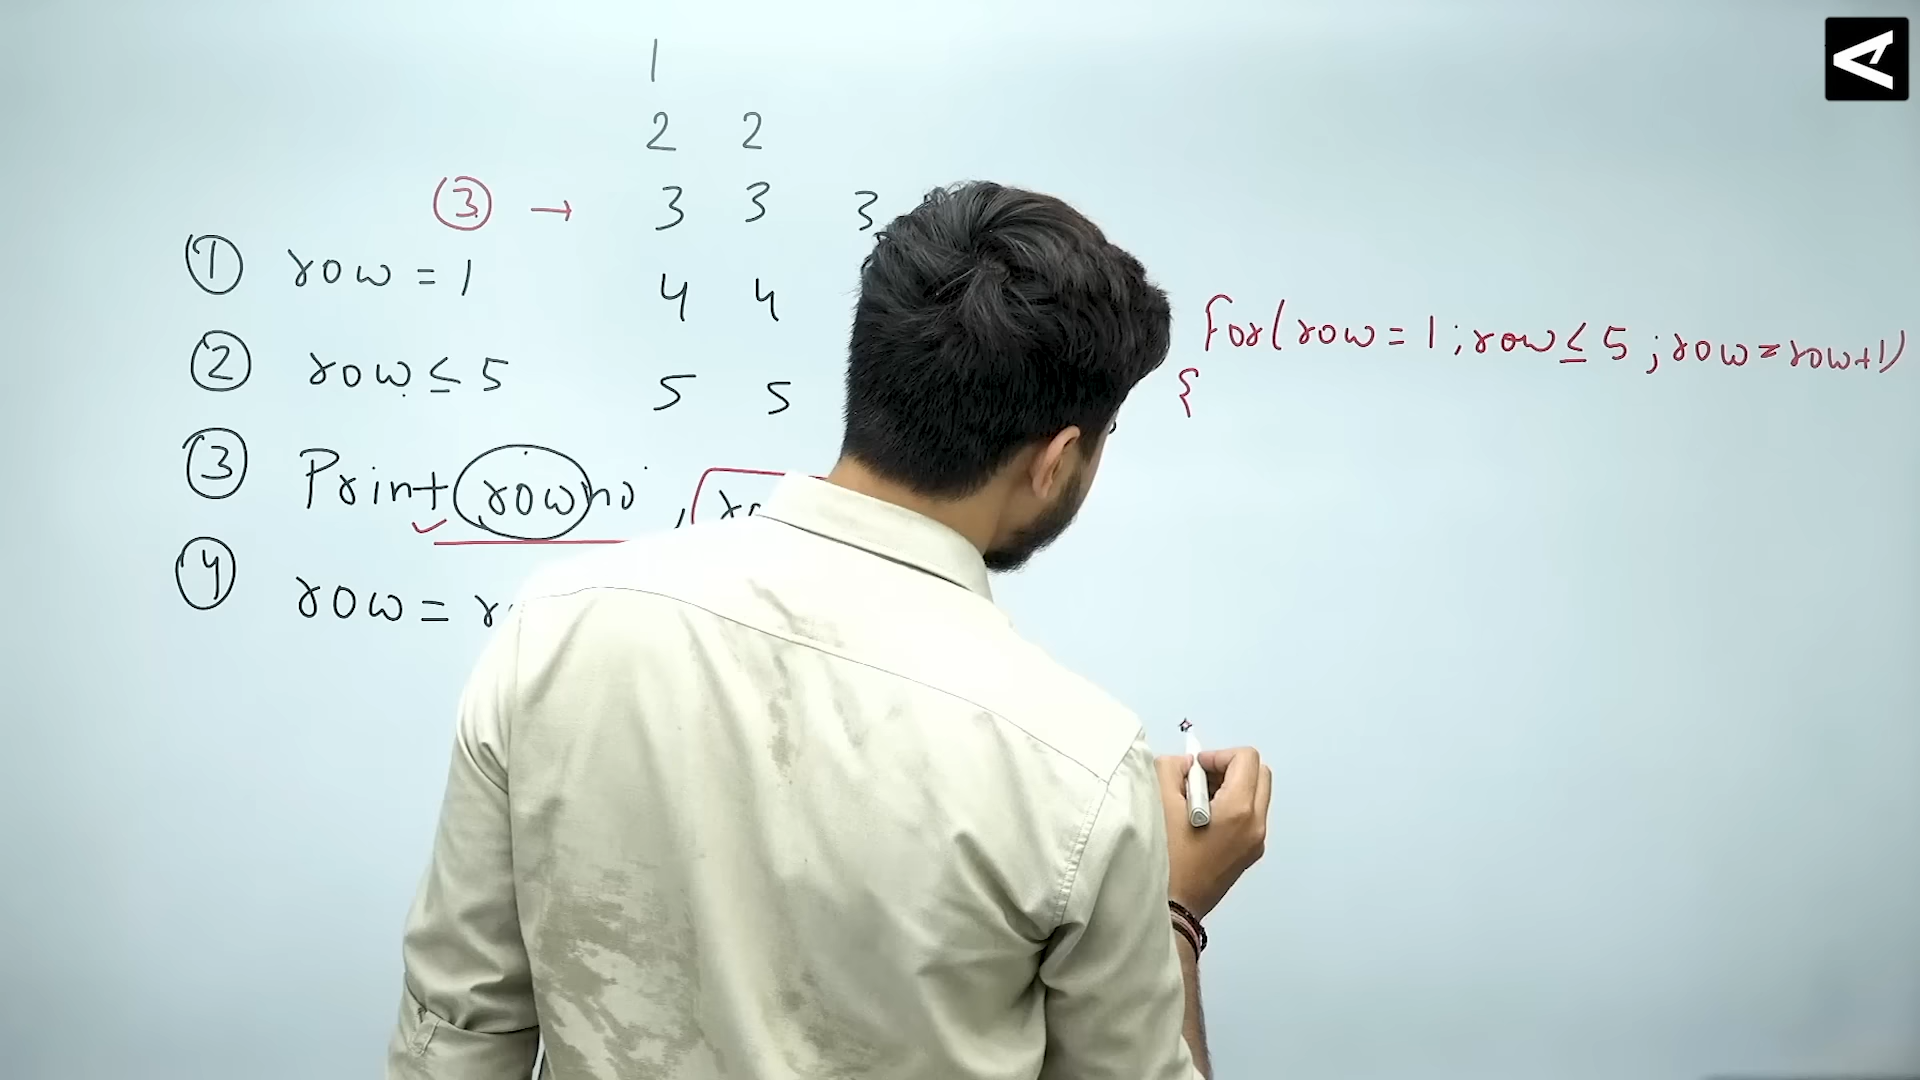 1
2 2
③ → 3 3 3
① row = 1
4 4
for(row = 1 ; row ≤ 5 ; row = row+1)
② row ≤ 5
5 5
{
③ Print row no ,
④ row =